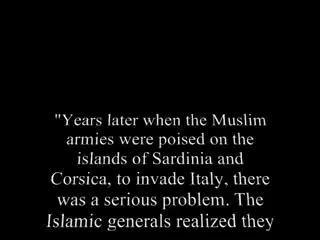 "Years later when the Muslim
armies were poised on the
islands of Sardinia and
Corsica, to invade Italy, there
was a serious problem. The
Islamic generals realized they